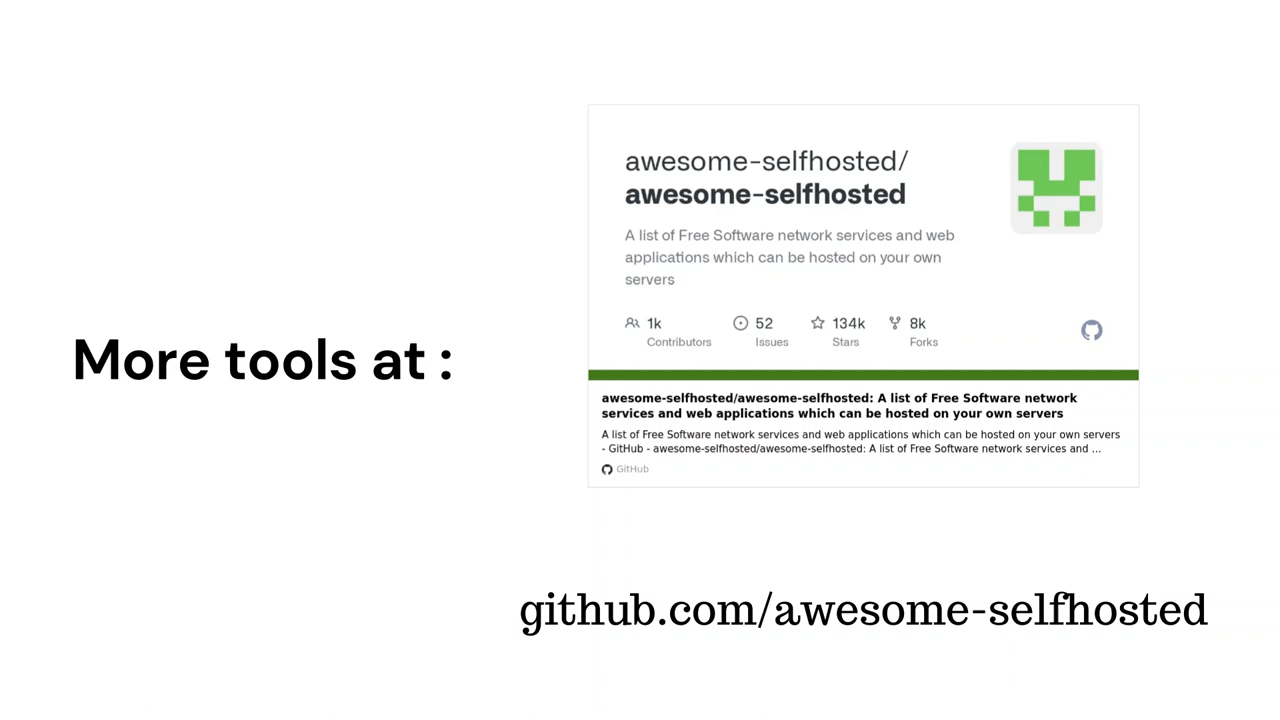 More tools at :
awesome-selfhosted/
awesome-selfhosted
A list of Free Software network services and web
applications which can be hosted on your own
servers
1k 52 134k 8k
Contributors Issues Stars Forks
awesome-selfhosted/awesome-selfhosted: A list of Free Software network
services and web applications which can be hosted on your own servers
A list of Free Software network services and web applications which can be hosted on your own servers
- GitHub - awesome-selfhosted/awesome-selfhosted: A list of Free Software network services and ...
GitHub
github.com/awesome-selfhosted